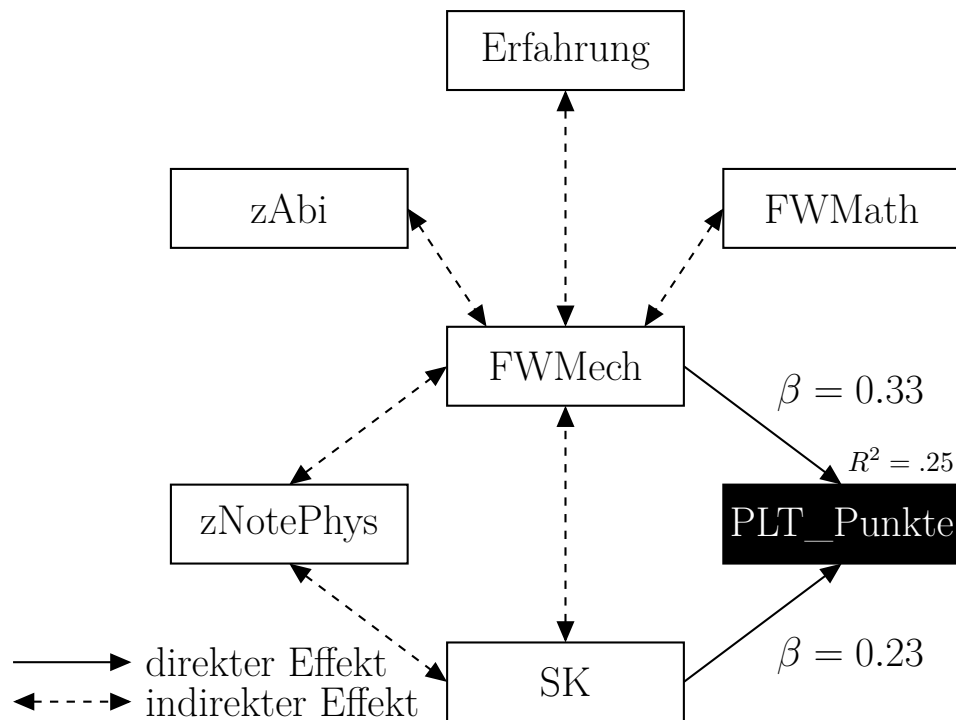 Erfahrung
zAbi
FWMath
FWMech
β = 0.33
R² = .25
zNotePhys
PLT_Punkte
β = 0.23
SK
direkter Effekt
indirekter Effekt